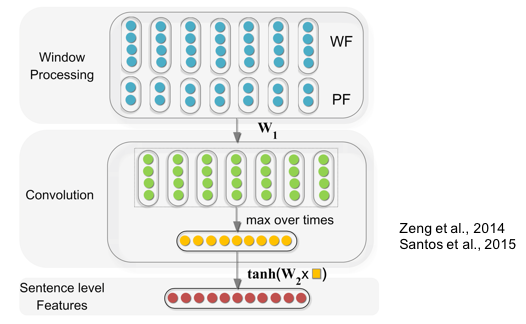 Window
Processing
WF
PF
W1
Convolution
max over times
Zeng et al., 2014
Santos et al., 2015
tanh(W2x )
Sentence level
Features